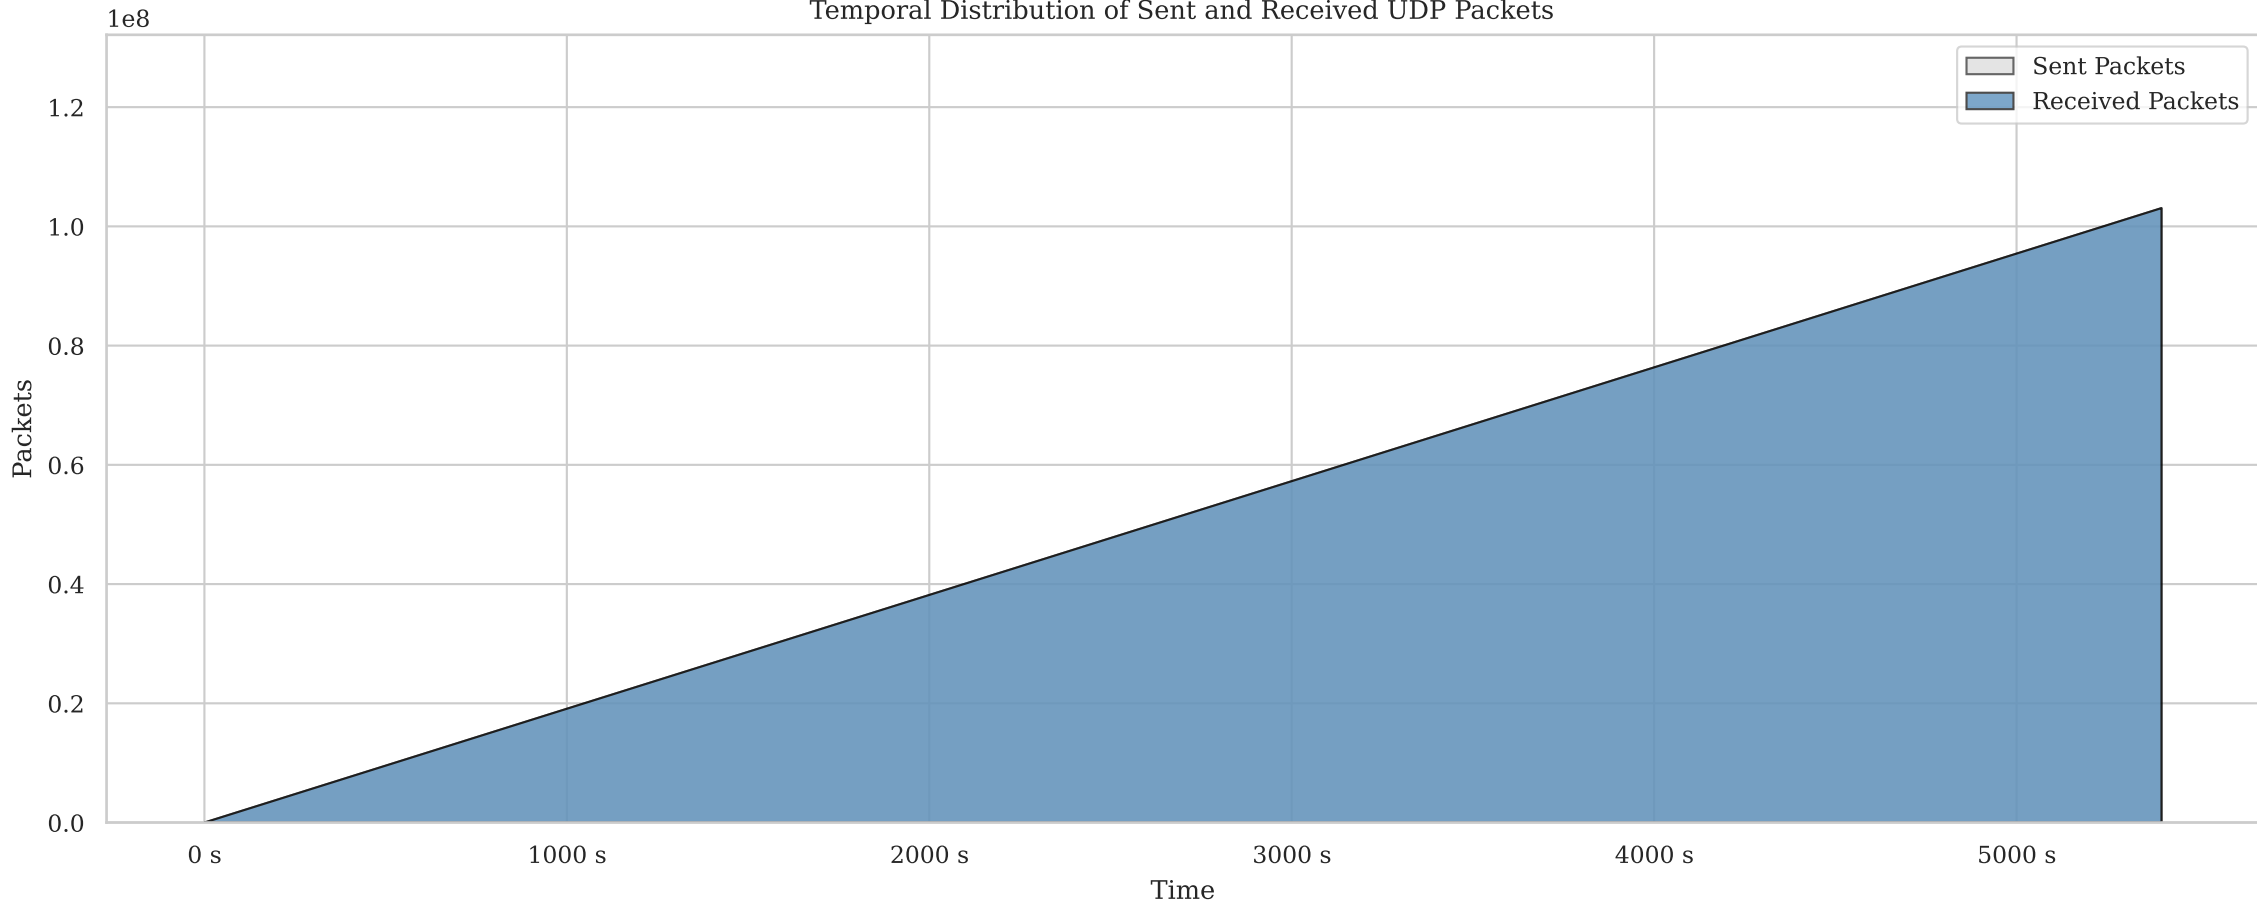 Temporal Distribution of Sent and Received UDP Packets
1e8
Sent Packets
Received Packets
1.2
1.0
0.8
0.6
0.4
0.2
0.0
Packets
0 s 1000 s 2000 s 3000 s 4000 s 5000 s
Time